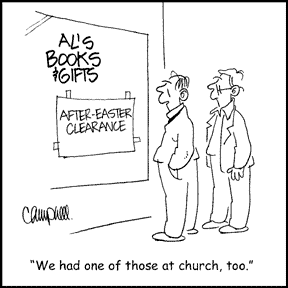 AL'S
BOOKS
&GIFTS
AFTER-EASTER
CLEARANCE
Campbell.
"We had one of those at church, too."